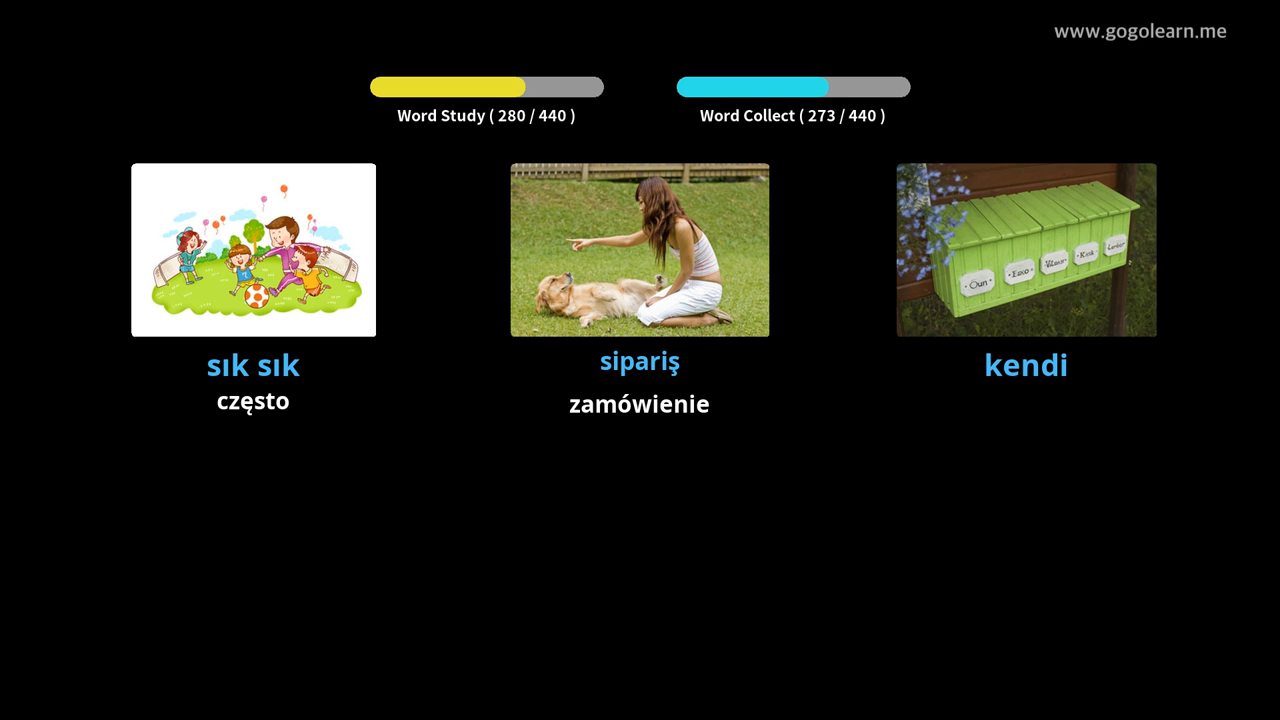 www.gogolearn.me
Word Study ( 280 / 440 )
Word Collect ( 273 / 440 )
sık sık
często
sipariş
zamówienie
kendi